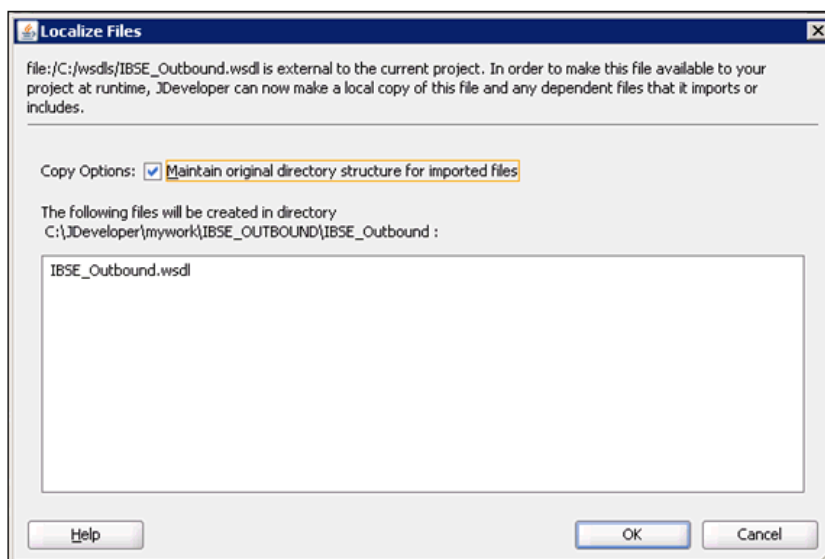 Localize Files
file:/C:/wsdls/IBSE_Outbound.wsdl is external to the current project. In order to make this file available to your
project at runtime, JDeveloper can now make a local copy of this file and any dependent files that it imports or
includes.
Copy Options: Maintain original directory structure for imported files
The following files will be created in directory
C:\JDeveloper\mywork\IBSE_OUTBOUND\IBSE_Outbound :
IBSE_Outbound.wsdl
Help OK Cancel